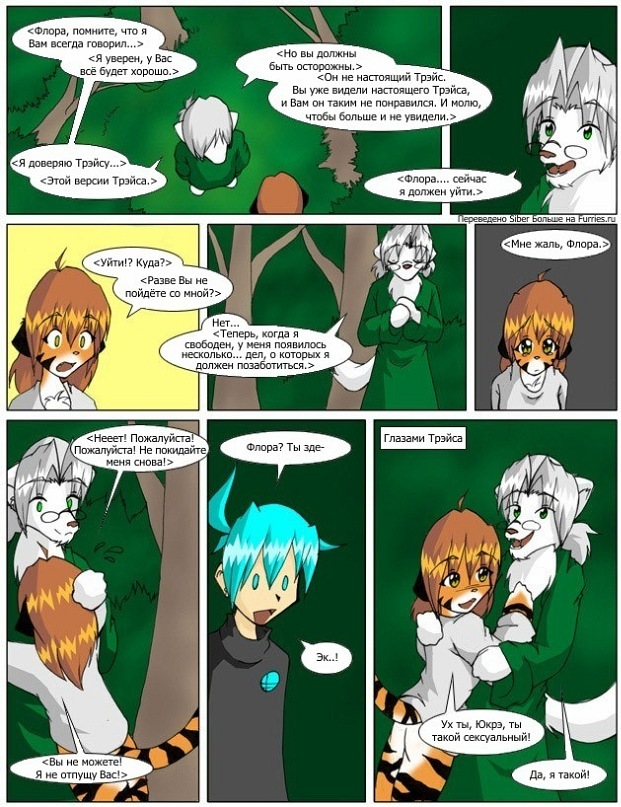 <Флора, помните, что я
Вам всегда говорил...>
<Я уверен, у Вас
всё будет хорошо.>
<Но вы должны
быть осторожны.>
<Он не настоящий Трэйс.
Вы уже видели настоящего Трэйса,
и Вам он таким не понравился. И молю,
чтобы больше и не увидели.>
<Я доверяю Трэйсу...>
<Этой версии Трэйса.>
<Флора.... сейчас
я должен уйти.>
Переведено Siber Больше на Furries.ru
<Уйти!? Куда?>
<Разве Вы не
пойдёте со мной?>
Нет...
<Теперь, когда я
свободен, у меня появилось
несколько... дел, о которых я
должен позаботиться.>
<Мне жаль, Флора.>
<Нееет! Пожалуйста!
Пожалуйста! Не покидайте
меня снова!>
<Вы не можете!
Я не отпущу Вас!>
Флора? Ты зде-
Эк..!
Глазами Трэйса
Ух ты, Юкрэ, ты
такой сексуальный!
Да, я такой!